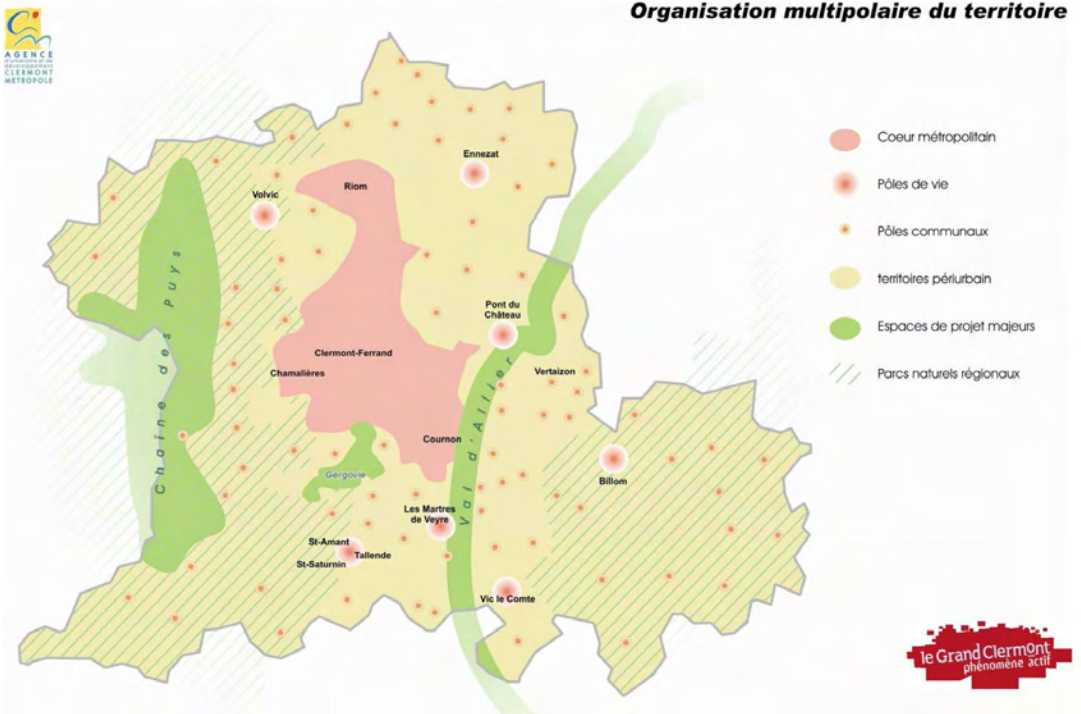 Organisation multipolaire du territoire
AGENCE
d'urbanisme et de
développement
CLERMONT
METROPOLE
Coeur métropolitain
Pôles de vie
Pôles communaux
territoires périurbain
Espaces de projet majeurs
Parcs naturels régionaux
Ennezat
Riom
Volvic
Chaîne des Puys
Pont du
Château
Clermont-Ferrand
Chamalières
Vertaizon
Val d'Allier
Cournon
Gergovie
Billom
Les Martres
de Veyre
St-Amant
Tallende
St-Saturnin
Vic le Comte
le Grand Clermont
phénomène actif